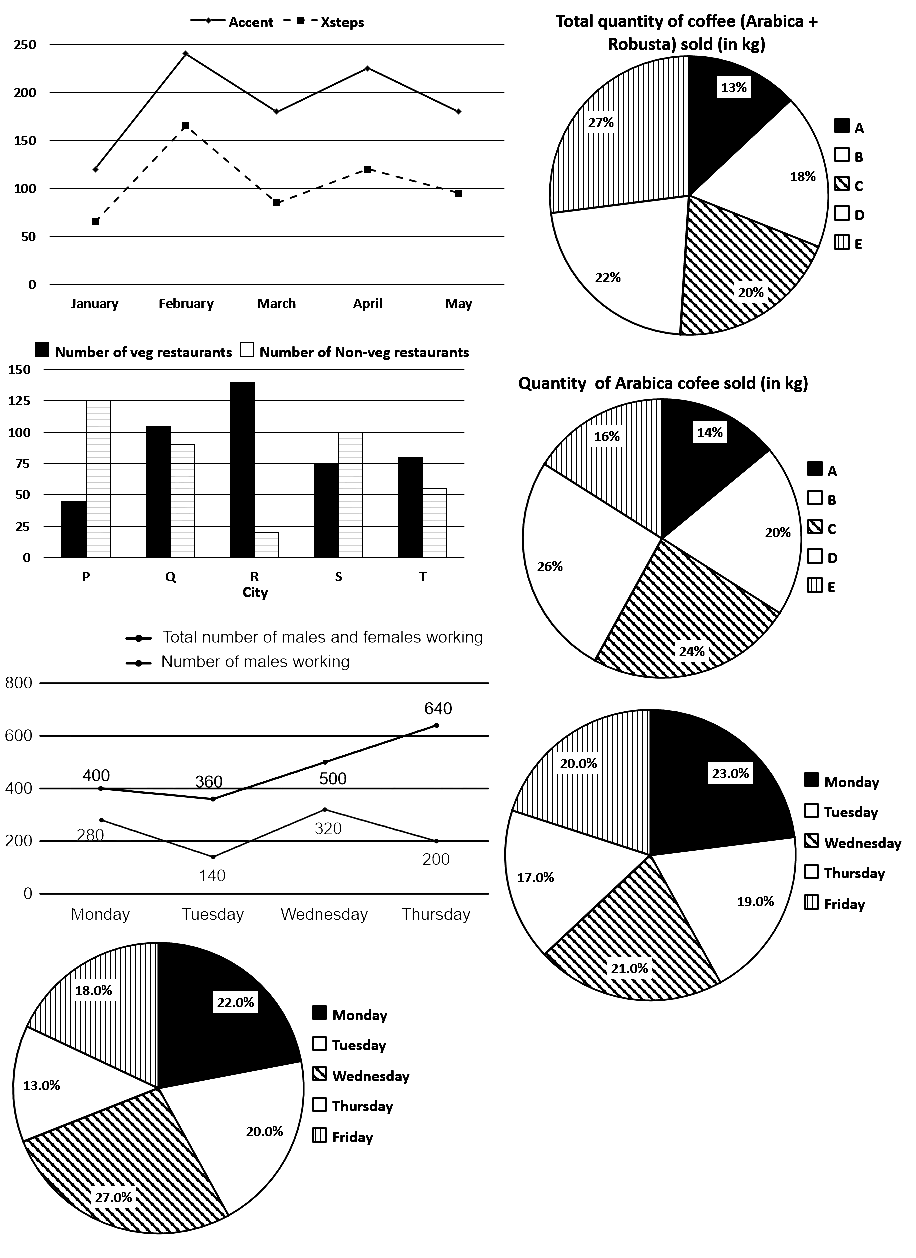 Accent Xsteps
250
200
150
100
50
0
January February March April May
Total quantity of coffee (Arabica +
Robusta) sold (in kg)
13%
27%
18%
22%
20%
A
B
C
D
E
Number of veg restaurants Number of Non-veg restaurants
150
125
100
75
50
25
0
P Q R S T
City
Quantity of Arabica cofee sold (in kg)
14%
16%
20%
26%
24%
A
B
C
D
E
Total number of males and females working
Number of males working
800
600
400
200
0
640
400 360 500
280 320
140 200
Monday Tuesday Wednesday Thursday
20.0% 23.0%
17.0%
19.0%
21.0%
Monday
Tuesday
Wednesday
Thursday
Friday
18.0% 22.0%
13.0%
20.0%
27.0%
Monday
Tuesday
Wednesday
Thursday
Friday